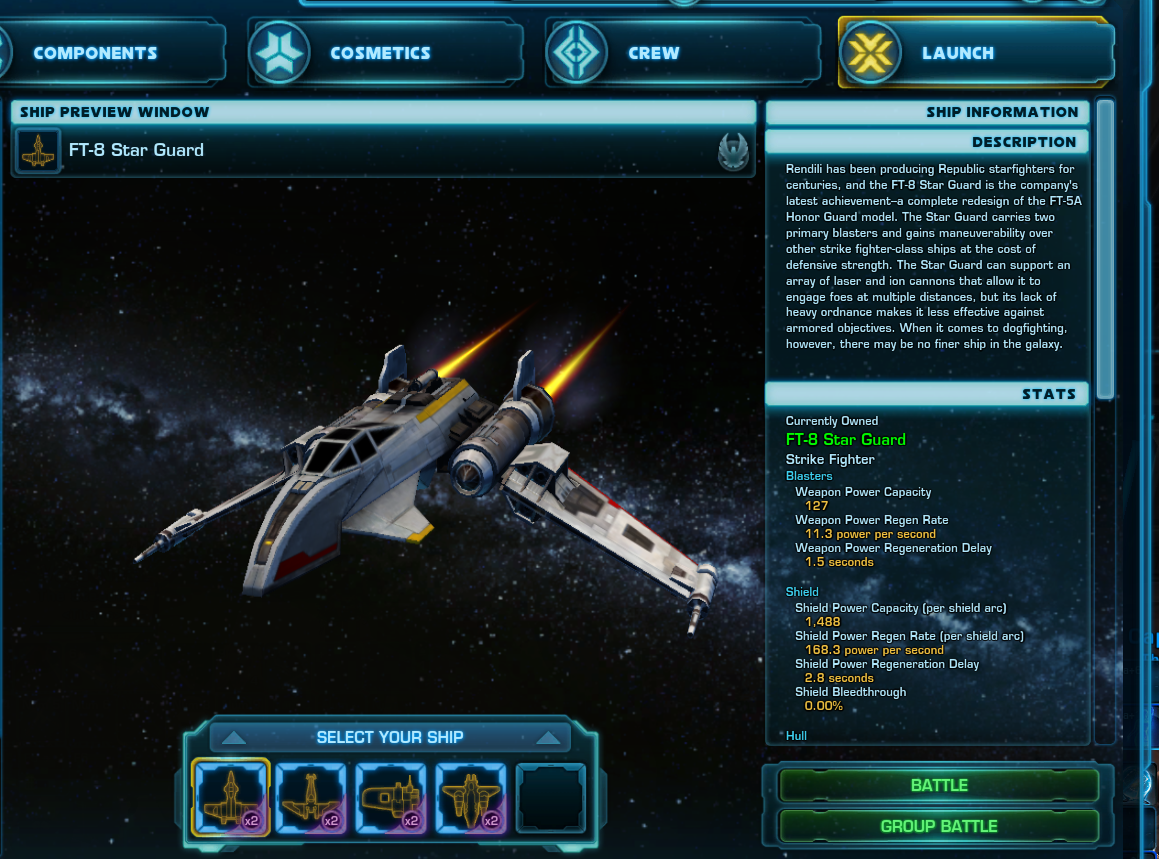 COMPONENTS
COSMETICS
CREW
LAUNCH
SHIP PREVIEW WINDOW
FT-8 Star Guard
SHIP INFORMATION
DESCRIPTION
Rendili has been producing Republic starfighters for
centuries, and the FT-8 Star Guard is the company's
latest achievement–a complete redesign of the FT-5A
Honor Guard model. The Star Guard carries two
primary blasters and gains maneuverability over
other strike fighter-class ships at the cost of
defensive strength. The Star Guard can support an
array of laser and ion cannons that allow it to
engage foes at multiple distances, but its lack of
heavy ordnance makes it less effective against
armored objectives. When it comes to dogfighting,
however, there may be no finer ship in the galaxy.
STATS
Currently Owned
FT-8 Star Guard
Strike Fighter
Blasters
Weapon Power Capacity
127
Weapon Power Regen Rate
11.3 power per second
Weapon Power Regeneration Delay
1.5 seconds
Shield
Shield Power Capacity (per shield arc)
1,488
Shield Power Regen Rate (per shield arc)
168.3 power per second
Shield Power Regeneration Delay
2.8 seconds
Shield Bleedthrough
0.00%
Hull
SELECT YOUR SHIP
x2
x2
x2
x2
BATTLE
GROUP BATTLE